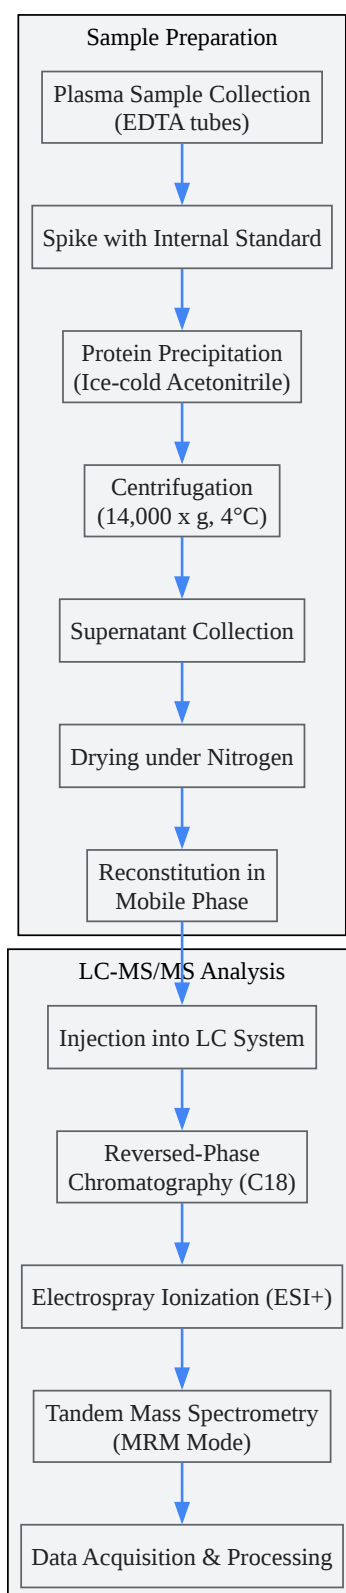 Sample Preparation
Plasma Sample Collection
(EDTA tubes)
Spike with Internal Standard
Protein Precipitation
(Ice-cold Acetonitrile)
Centrifugation
(14,000 x g, 4°C)
Supernatant Collection
Drying under Nitrogen
Reconstitution in
Mobile Phase
LC-MS/MS Analysis
Injection into LC System
Reversed-Phase
Chromatography (C18)
Electrospray Ionization (ESI+)
Tandem Mass Spectrometry
(MRM Mode)
Data Acquisition & Processing